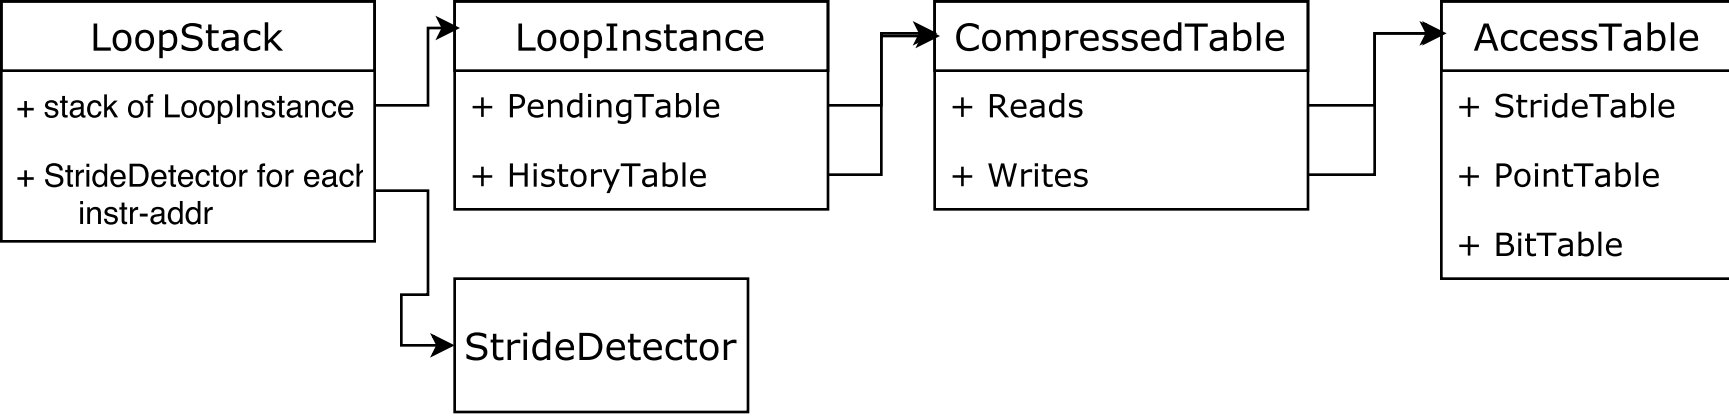 LoopStack
+ stack of LoopInstance
+ StrideDetector for each
instr-addr
LoopInstance
+ PendingTable
+ HistoryTable
StrideDetector
CompressedTable
+ Reads
+ Writes
AccessTable
+ StrideTable
+ PointTable
+ BitTable